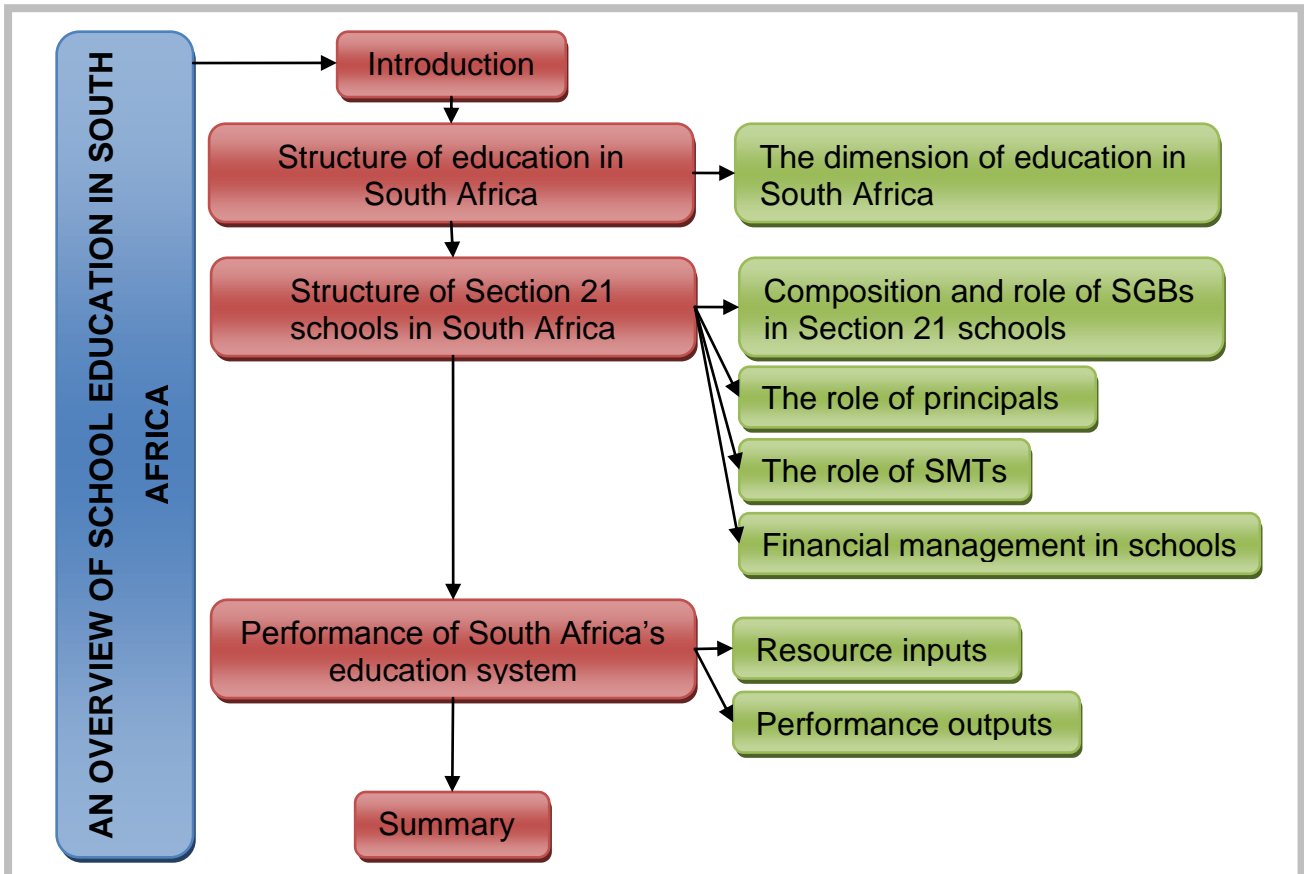 AN OVERVIEW OF SCHOOL EDUCATION IN SOUTH
AFRICA
Introduction
Structure of education in
South Africa
The dimension of education in
South Africa
Structure of Section 21
schools in South Africa
Composition and role of SGBs
in Section 21 schools
The role of principals
The role of SMTs
Financial management in schools
Performance of South Africa’s
education system
Resource inputs
Performance outputs
Summary